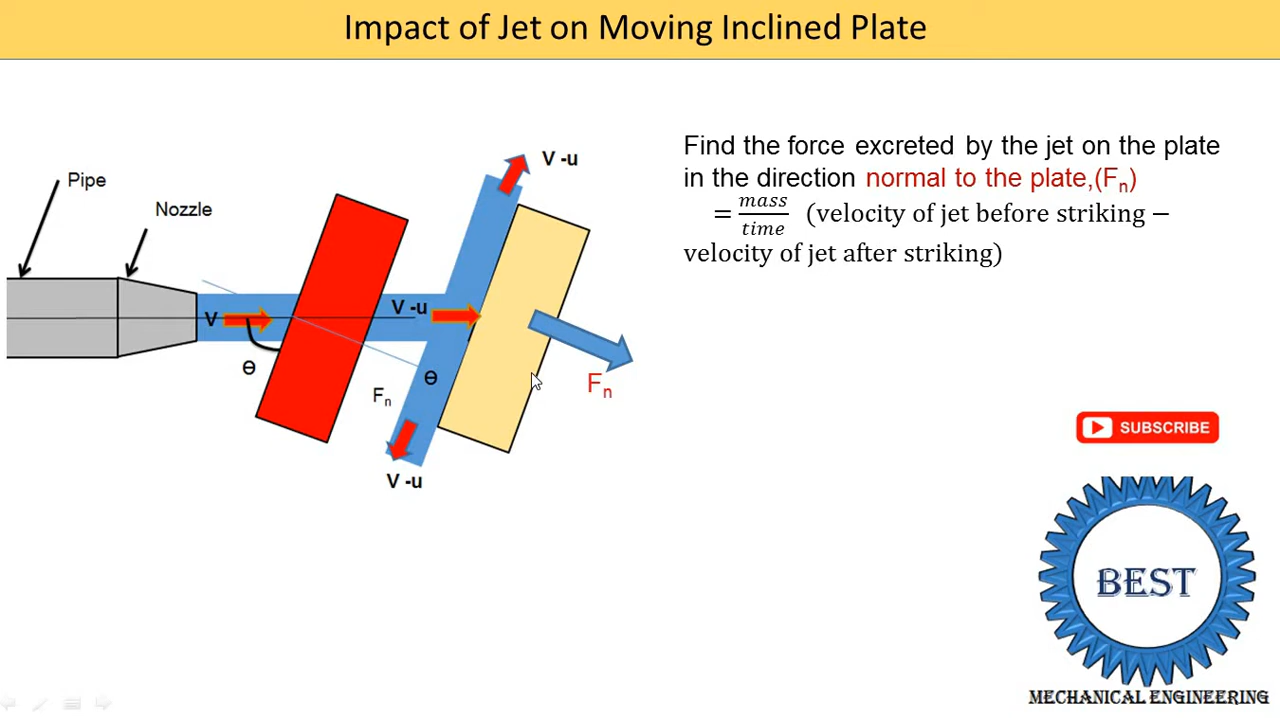 Impact of Jet on Moving Inclined Plate
Pipe
Nozzle
V
Ɵ
V -u
V -u
Ɵ
Fn
V -u
Fn
Find the force excreted by the jet on the plate
in the direction normal to the plate,(Fn)
= mass/time (velocity of jet before striking −
velocity of jet after striking)
SUBSCRIBE
BEST
MECHANICAL ENGINEERING